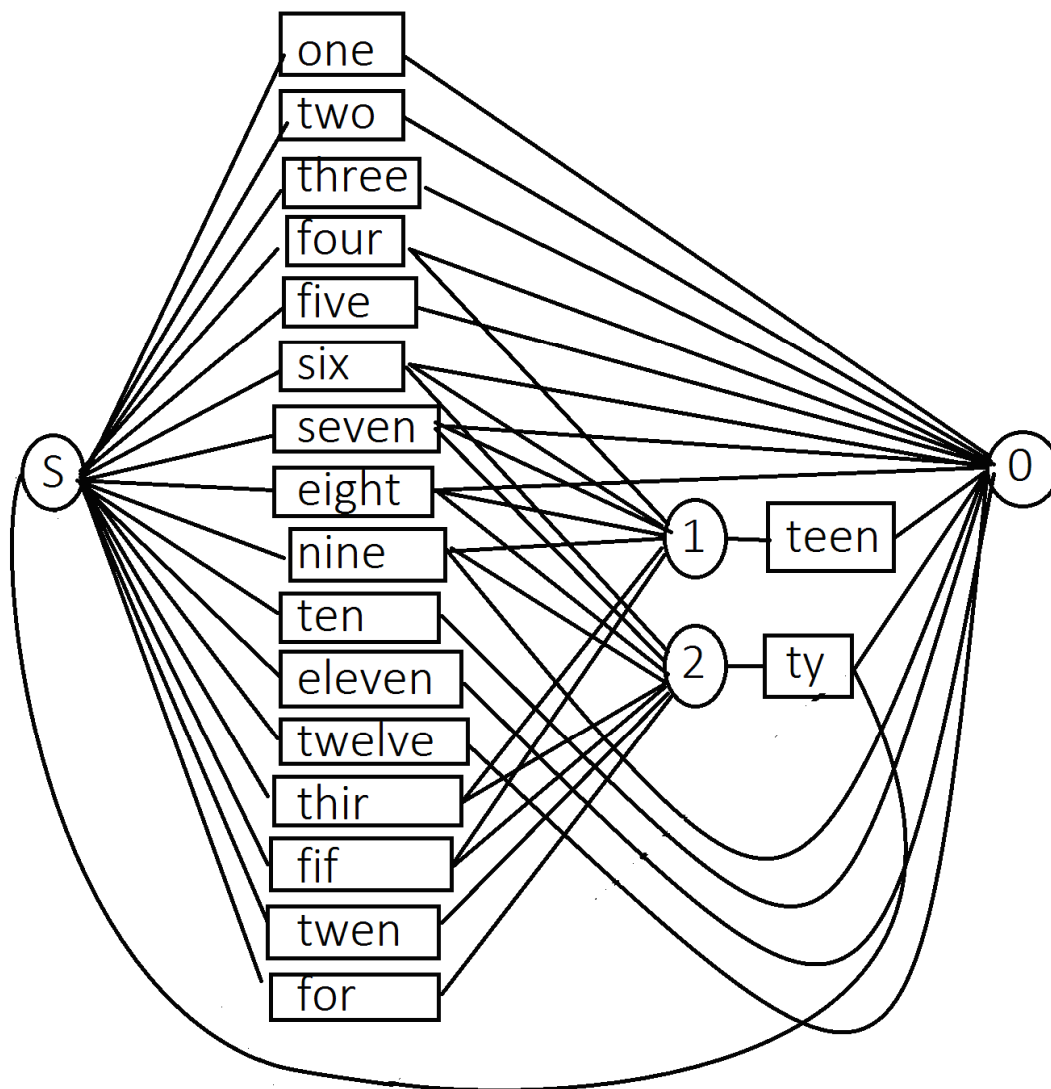 one
two
three
four
five
six
seven
eight
nine
ten
eleven
twelve
thir
fif
twen
for
S
1
teen
2
ty
0